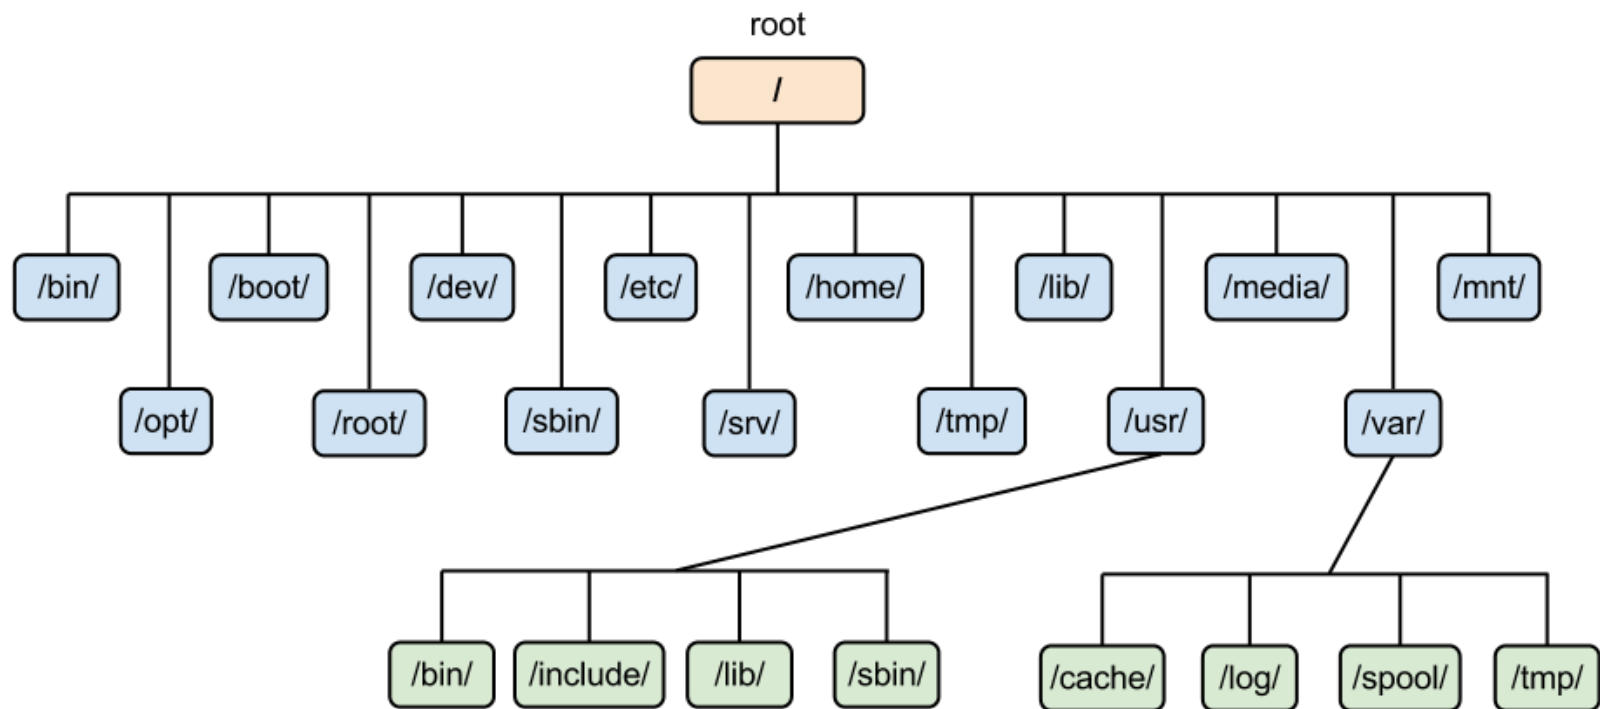 root
/
/bin/
/boot/
/dev/
/etc/
/home/
/lib/
/media/
/mnt/
/opt/
/root/
/sbin/
/srv/
/tmp/
/usr/
/var/
/bin/
/include/
/lib/
/sbin/
/cache/
/log/
/spool/
/tmp/